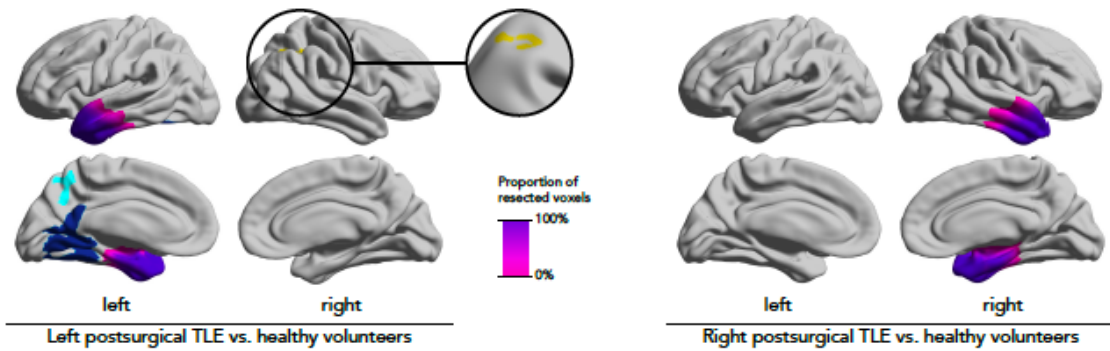 Proportion of
resected voxels
100%
0%
left
right
Left postsurgical TLE vs. healthy volunteers
left
right
Right postsurgical TLE vs. healthy volunteers